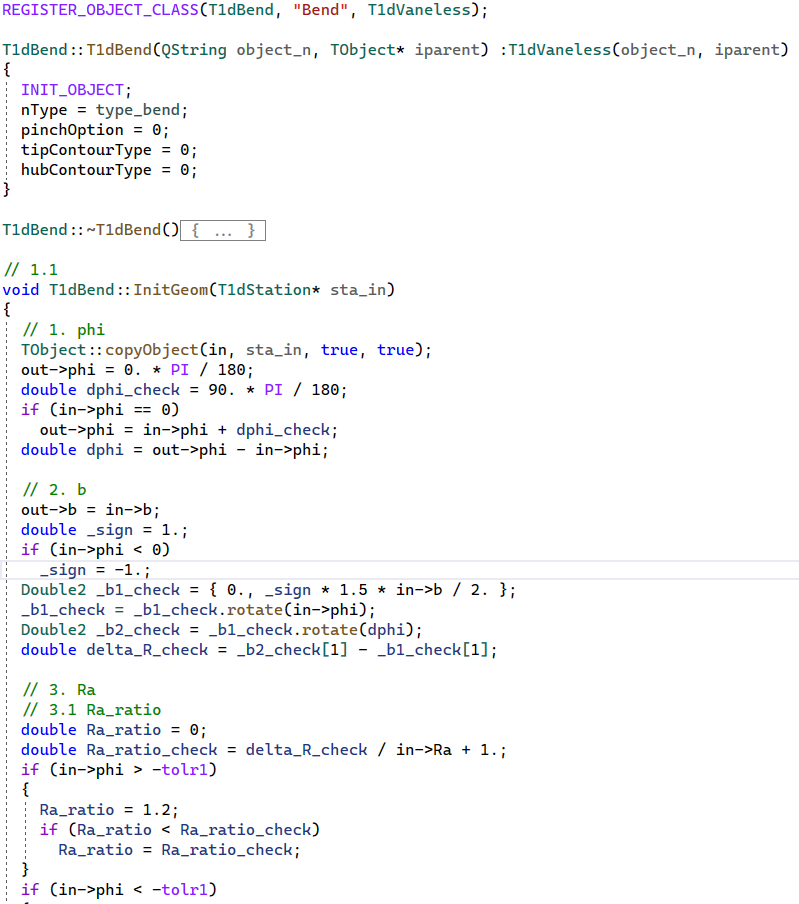 REGISTER_OBJECT_CLASS(T1dBend, "Bend", T1dVaneless);
T1dBend::T1dBend(QString object_n, TObject* iparent) :T1dVaneless(object_n, iparent)
{
INIT_OBJECT;
nType = type_bend;
pinchOption = 0;
tipContourType = 0;
hubContourType = 0;
}
T1dBend::~T1dBend(){ ... }
// 1.1
void T1dBend::InitGeom(T1dStation* sta_in)
{
// 1. phi
TObject::copyObject(in, sta_in, true, true);
out->phi = 0. * PI / 180;
double dphi_check = 90. * PI / 180;
if (in->phi == 0)
out->phi = in->phi + dphi_check;
double dphi = out->phi - in->phi;
// 2. b
out->b = in->b;
double _sign = 1.;
if (in->phi < 0)
_sign = -1.;
Double2 _b1_check = { 0., _sign * 1.5 * in->b / 2. };
_b1_check = _b1_check.rotate(in->phi);
Double2 _b2_check = _b1_check.rotate(dphi);
double delta_R_check = _b2_check[1] - _b1_check[1];
// 3. Ra
// 3.1 Ra_ratio
double Ra_ratio = 0;
double Ra_ratio_check = delta_R_check / in->Ra + 1.;
if (in->phi > -tolr1)
{
Ra_ratio = 1.2;
if (Ra_ratio < Ra_ratio_check)
Ra_ratio = Ra_ratio_check;
}
if (in->phi < -tolr1)